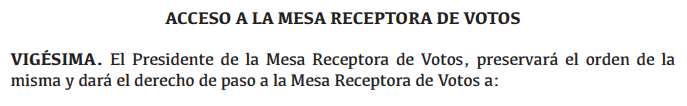 ACCESO A LA MESA RECEPTORA DE VOTOS
VIGÉSIMA. El Presidente de la Mesa Receptora de Votos, preservará el orden de la
misma y dará el derecho de paso a la Mesa Receptora de Votos a: